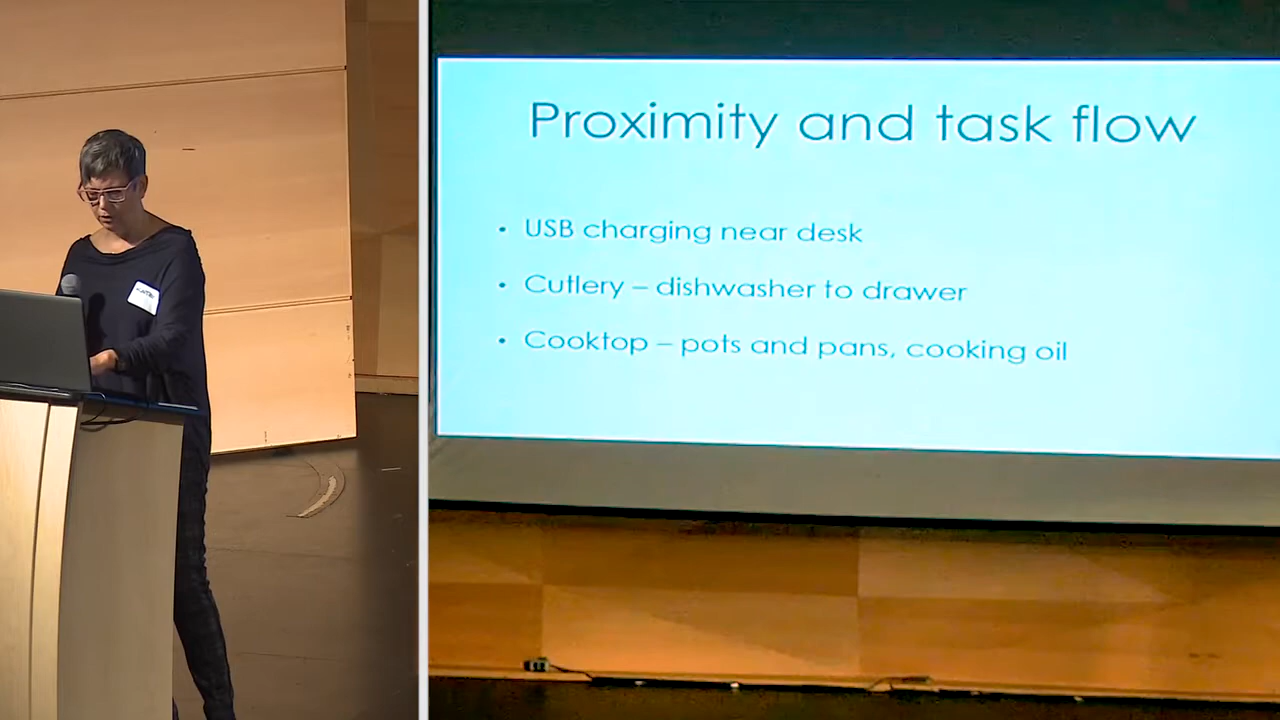 Proximity and task flow
• USB charging near desk
• Cutlery – dishwasher to drawer
• Cooktop – pots and pans, cooking oil